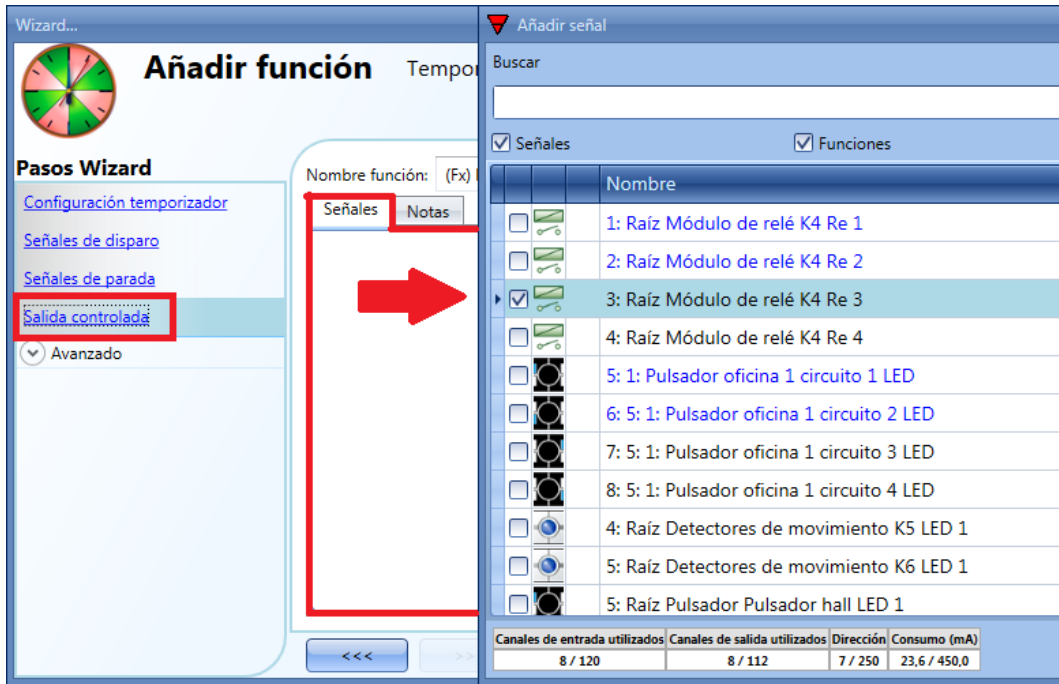 Wizard...
Añadir función
Tempor
Pasos Wizard
Configuración temporizador
Señales de disparo
Señales de parada
Salida controlada
Avanzado
Nombre función: (Fx)
Señales
Notas
<<<
>>
Añadir señal
Buscar
Señales
Funciones
Nombre
1: Raíz Módulo de relé K4 Re 1
2: Raíz Módulo de relé K4 Re 2
3: Raíz Módulo de relé K4 Re 3
4: Raíz Módulo de relé K4 Re 4
5: 1: Pulsador oficina 1 circuito 1 LED
6: 5: 1: Pulsador oficina 1 circuito 2 LED
7: 5: 1: Pulsador oficina 1 circuito 3 LED
8: 5: 1: Pulsador oficina 1 circuito 4 LED
4: Raíz Detectores de movimiento K5 LED 1
5: Raíz Detectores de movimiento K6 LED 1
5: Raíz Pulsador Pulsador hall LED 1
Canales de entrada utilizados Canales de salida utilizados Dirección Consumo (mA)
8 / 120 8 / 112 7 / 250 23,6 / 450,0